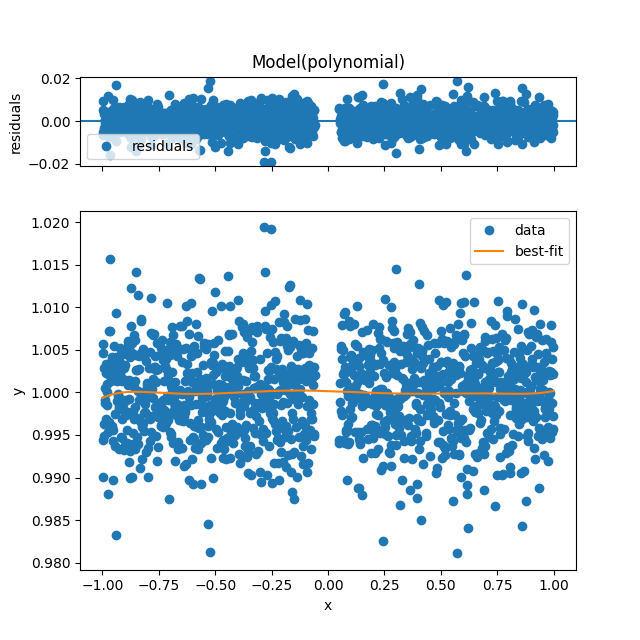 Model(polynomial)
0.02
0.00
−0.02
residuals
residuals
1.020
1.015
1.010
1.005
1.000
0.995
0.990
0.985
0.980
y
data
best-fit
−1.00 −0.75 −0.50 −0.25 0.00 0.25 0.50 0.75 1.00
x